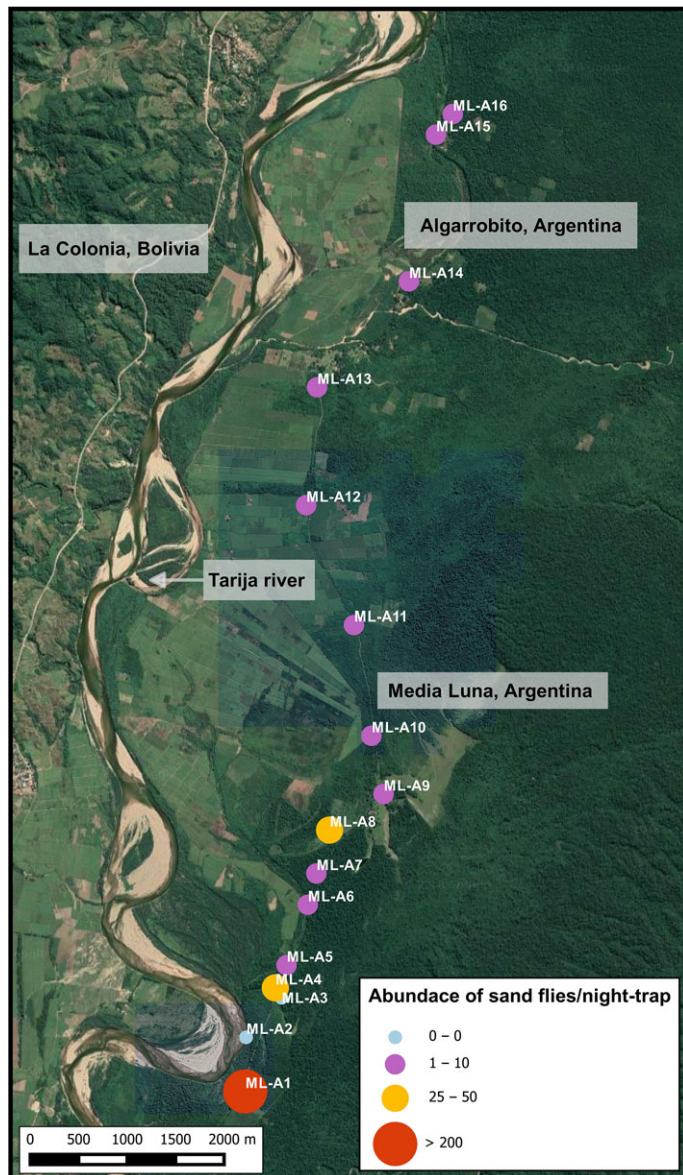 ML-A16
ML-A15
Algarrobito, Argentina
La Colonia, Bolivia
ML-A14
ML-A13
ML-A12
Tarija river
ML-A11
Media Luna, Argentina
ML-A10
ML-A9
ML-A8
ML-A7
ML-A6
ML-A5
ML-A4
ML-A3
ML-A2
ML-A1
Abundace of sand flies/night-trap
0 – 0
1 – 10
25 – 50
> 200
0 500 1000 1500 2000 m